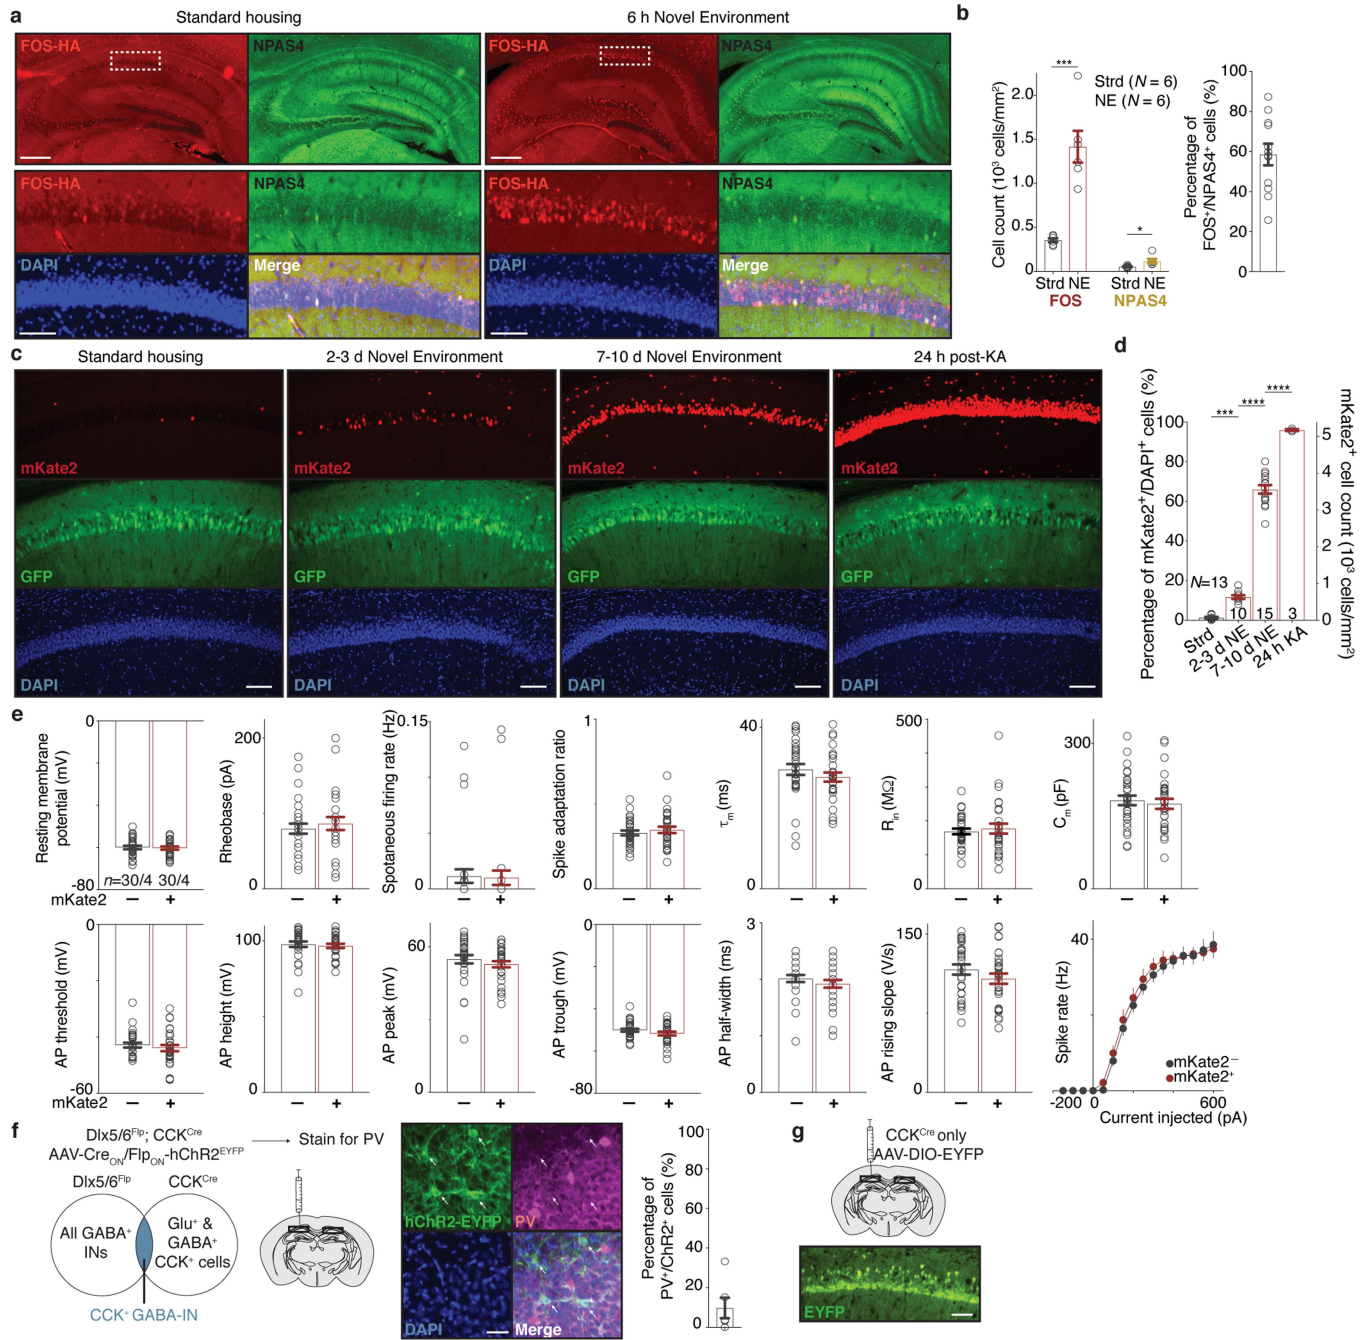 a
Standard housing
6 h Novel Environment
FOS-HA
NPAS4
FOS-HA
NPAS4
FOS-HA
NPAS4
FOS-HA
NPAS4
DAPI
Merge
DAPI
Merge
b
Cell count (10³ cells/mm²)
2.0
1.5
1.0
0.5
0
***
*
Strd (N = 6)
NE (N = 6)
Strd NE
Strd NE
FOS
NPAS4
Percentage of
FOS⁺/NPAS4⁺ cells (%)
100
80
60
40
20
0
c
Standard housing
2-3 d Novel Environment
7-10 d Novel Environment
24 h post-KA
mKate2
mKate2
mKate2
mKate2
GFP
GFP
GFP
GFP
DAPI
DAPI
DAPI
DAPI
d
Percentage of mKate2⁺/DAPI⁺ cells (%)
100
80
60
40
20
0
***
****
****
N=13
10
15
3
Strd
2-3 d NE
7-10 d NE
24 h KA
5
4
3
2
1
0
mKate2⁺ cell count (10³ cells/mm²)
e
Resting membrane
potential (mV)
0
-80
n=30/4 30/4
mKate2 − +
Rheobase (pA)
200
0
− +
Spotaneous firing rate (Hz)
0.15
0
− +
Spike adaptation ratio
1
0
− +
τm (ms)
40
0
− +
Rin (MΩ)
500
0
− +
Cm (pF)
300
0
− +
AP threshold (mV)
0
-60
mKate2 − +
AP height (mV)
100
0
− +
AP peak (mV)
60
0
− +
AP trough (mV)
0
-80
− +
AP half-width (ms)
3
0
− +
AP rising slope (V/s)
150
0
− +
Spike rate (Hz)
40
mKate2⁻
mKate2⁺
-200 0 600
Current injected (pA)
f
Dlx5/6Flp; CCKCre
AAV-CreON/FlpON-hChR2EYFP
Stain for PV
Dlx5/6Flp
CCKCre
All GABA⁺
INs
Glu⁺ &
GABA⁺
CCK⁺ cells
CCK⁺ GABA-IN
hChR2-EYFP
PV
DAPI
Merge
Percentage of
PV⁺/ChR2⁺ cells (%)
100
80
60
40
20
0
g
CCKCre only
AAV-DIO-EYFP
EYFP